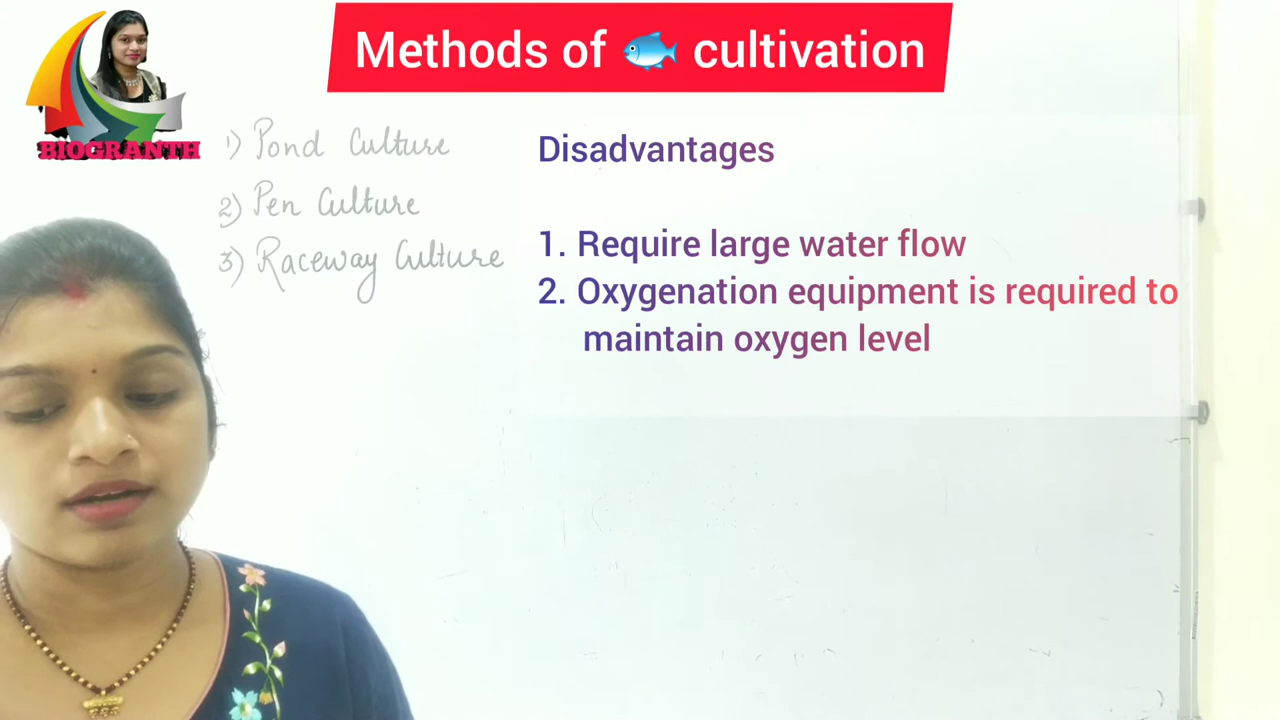 Methods of 🐟 cultivation
BIOGRANTH
1) Pond Culture
2) Pen Culture
3) Raceway Culture
Disadvantages
1. Require large water flow
2. Oxygenation equipment is required to
maintain oxygen level